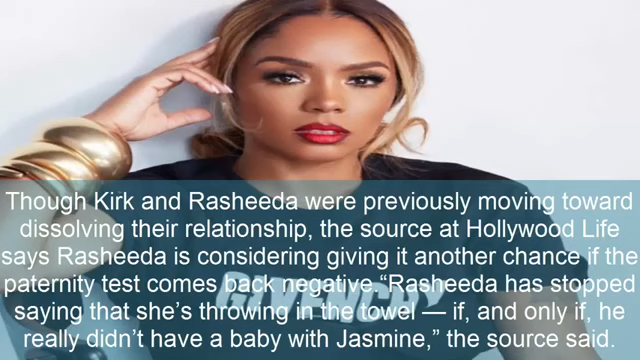 Though Kirk and Rasheeda were previously moving toward
dissolving their relationship, the source at Hollywood Life
says Rasheeda is considering giving it another chance if the
paternity test comes back negative.“Rasheeda has stopped
GIVENCHY
saying that she’s throwing in the towel — if, and only if, he
really didn’t have a baby with Jasmine,” the source said.